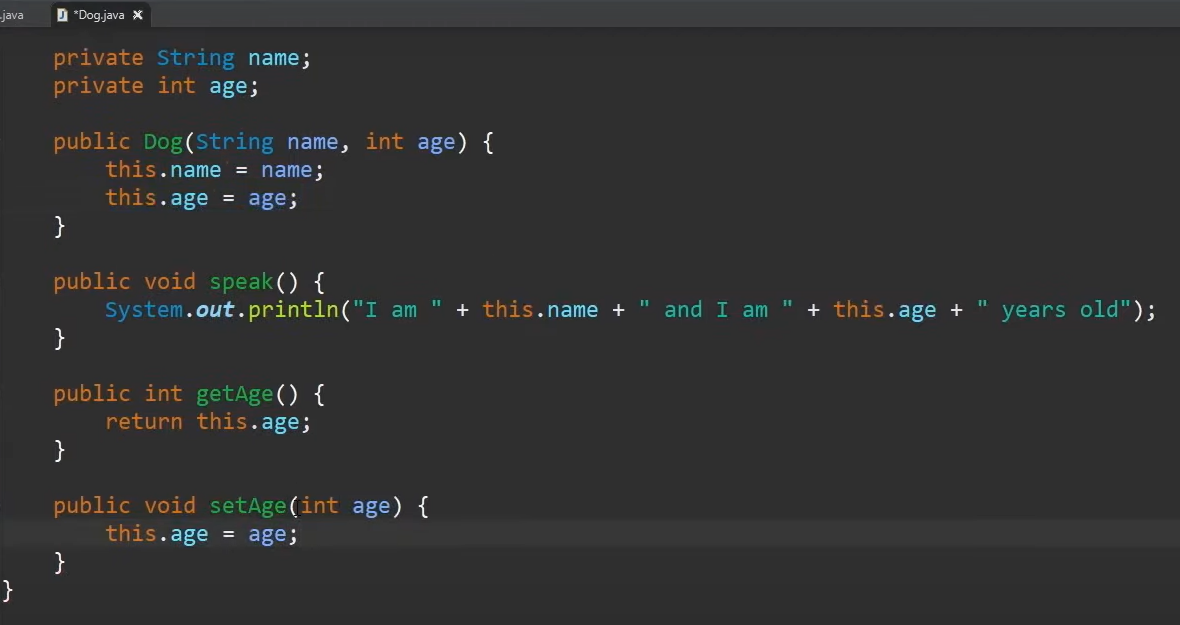 .java *Dog.java
private String name;
private int age;
public Dog(String name, int age) {
this.name = name;
this.age = age;
}
public void speak() {
System.out.println("I am " + this.name + " and I am " + this.age + " years old");
}
public int getAge() {
return this.age;
}
public void setAge(int age) {
this.age = age;
}
}